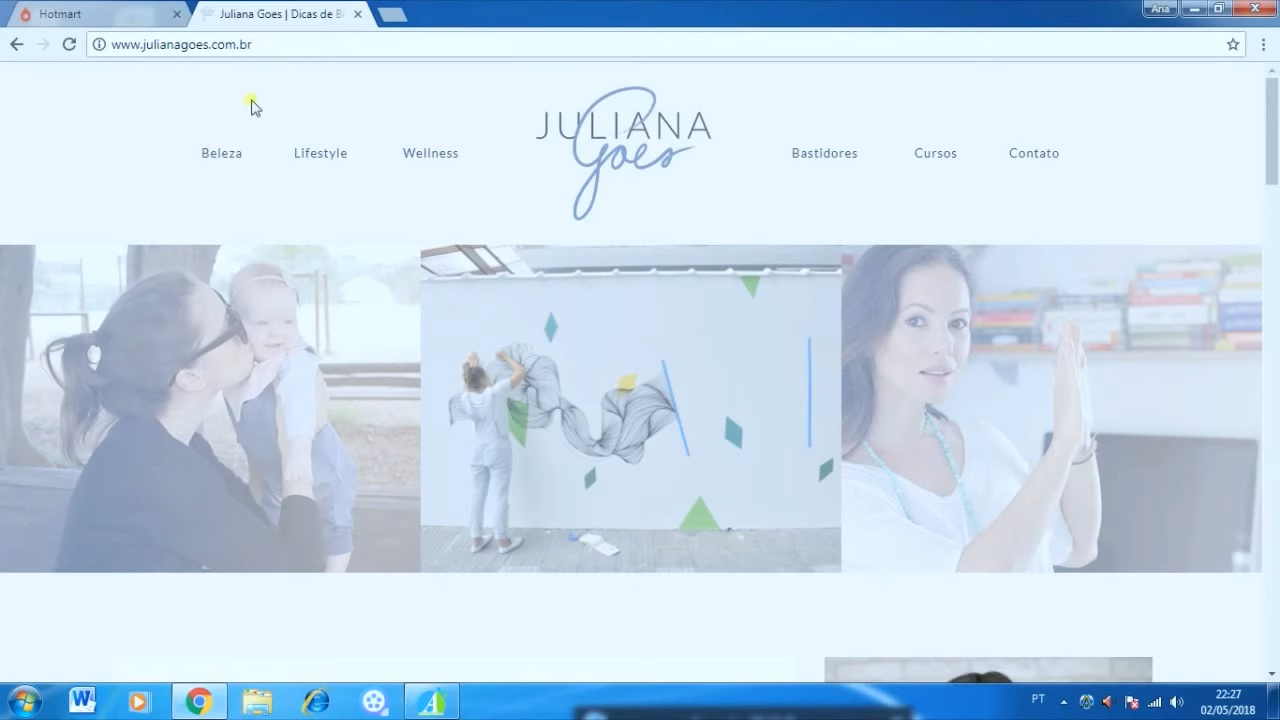 Hotmart
Juliana Goes | Dicas de B
Ana
www.julianagoes.com.br
JULIANA
Goes
Beleza
Lifestyle
Wellness
Bastidores
Cursos
Contato
PT
22:27
02/05/2018